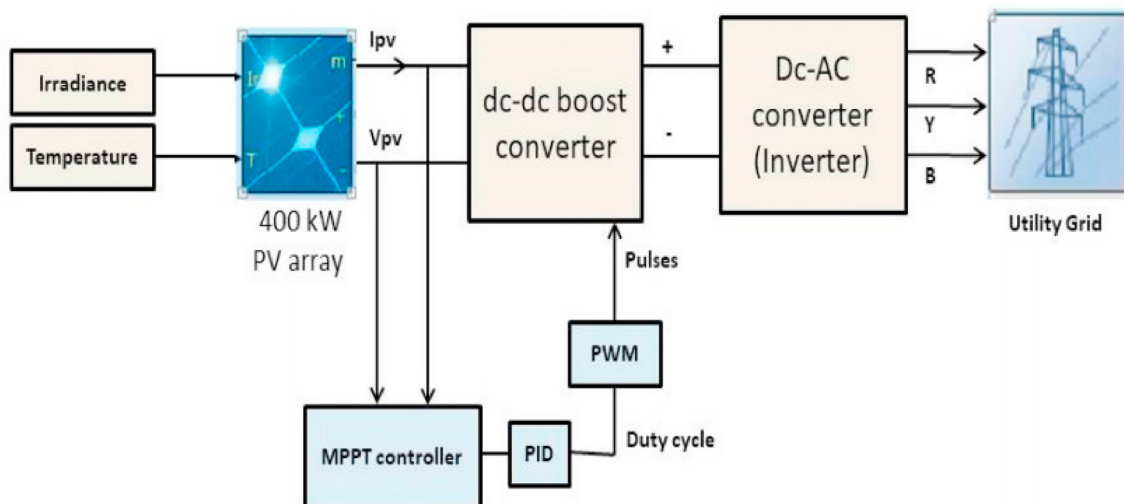 Irradiance
Temperature
Ir
T
m
+
-
400 kW
PV array
Ipv
Vpv
dc-dc boost
converter
+
-
Dc-AC
converter
(Inverter)
R
Y
B
Utility Grid
Pulses
PWM
Duty cycle
PID
MPPT controller